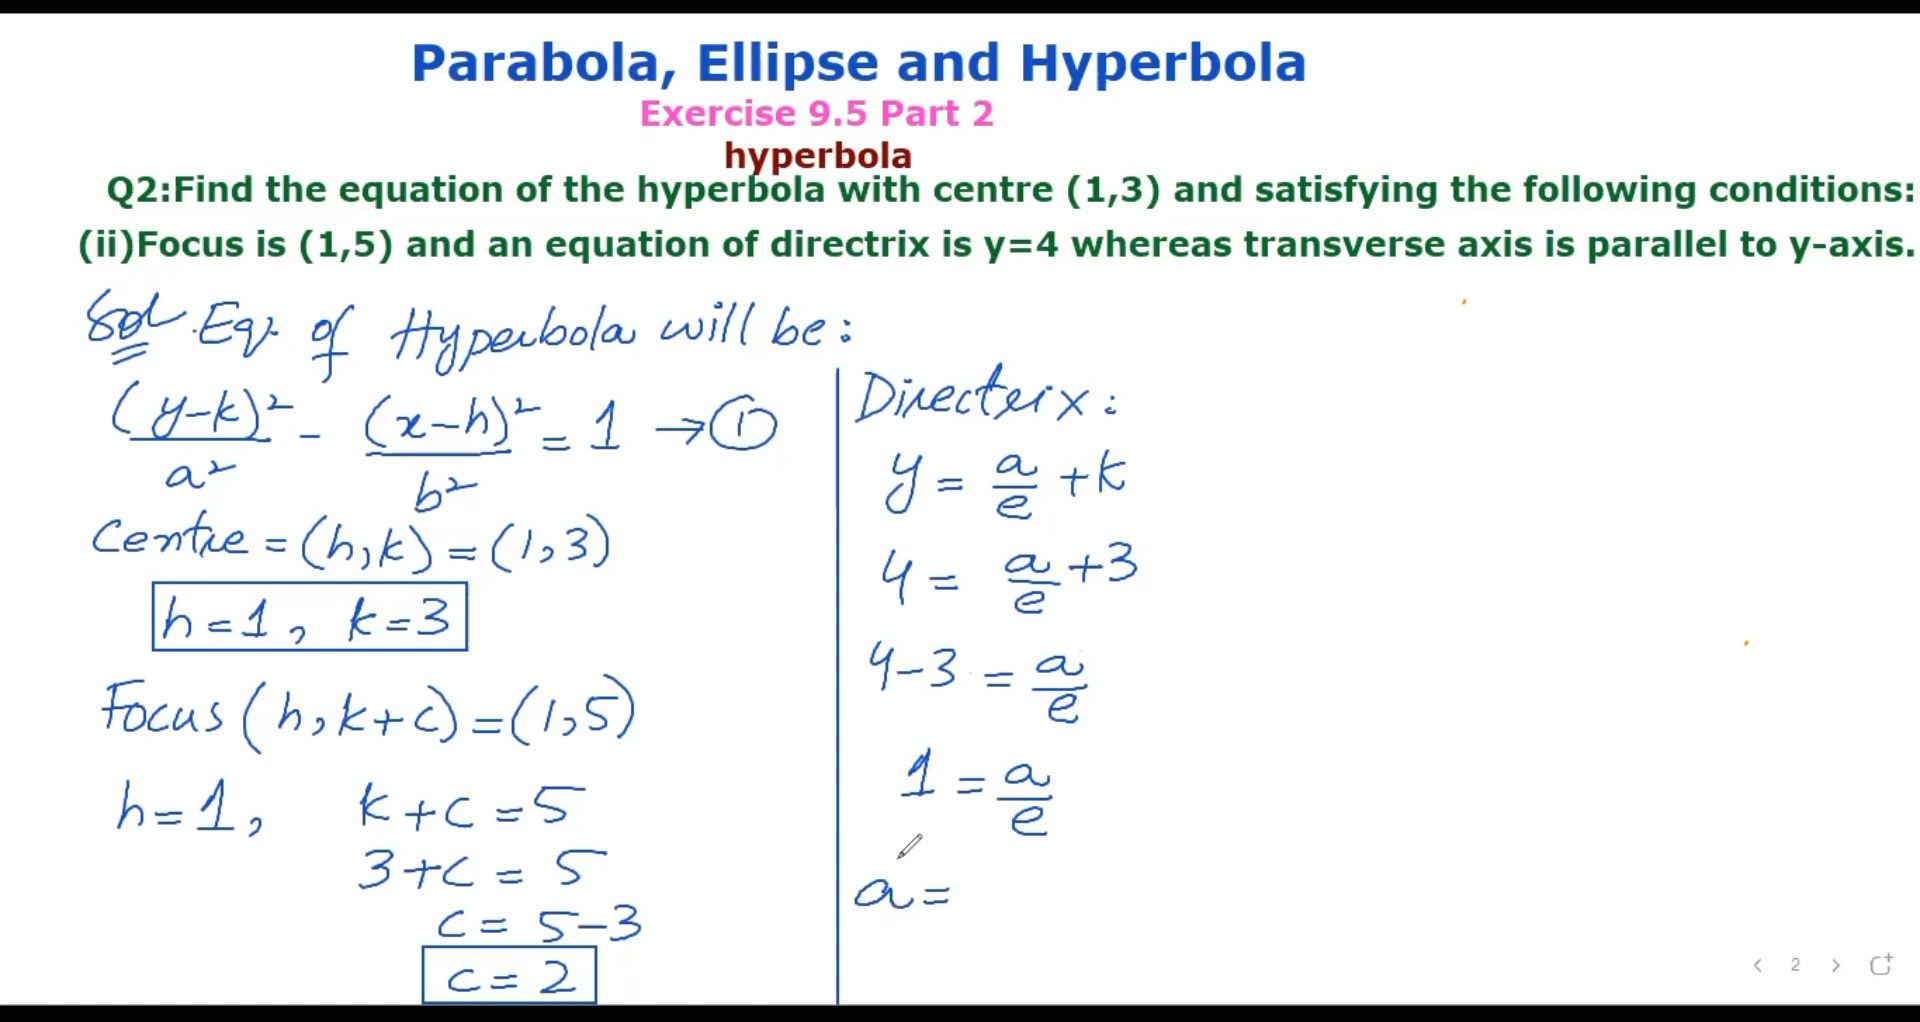 Parabola, Ellipse and Hyperbola
Exercise 9.5 Part 2
hyperbola
Q2:Find the equation of the hyperbola with centre (1,3) and satisfying the following conditions:
(ii)Focus is (1,5) and an equation of directrix is y=4 whereas transverse axis is parallel to y-axis.
Sol. Eq. of Hyperbola will be:
(y-k)²/a² - (x-h)²/b² = 1 → ①
Centre = (h,k) = (1,3)
h=1, k=3
Focus (h, k+c) = (1,5)
h=1, k+c=5
3+c = 5
c = 5-3
c = 2
Directrix:
y = a/e + k
4 = a/e + 3
4-3 = a/e
1 = a/e
a =
< 2 >